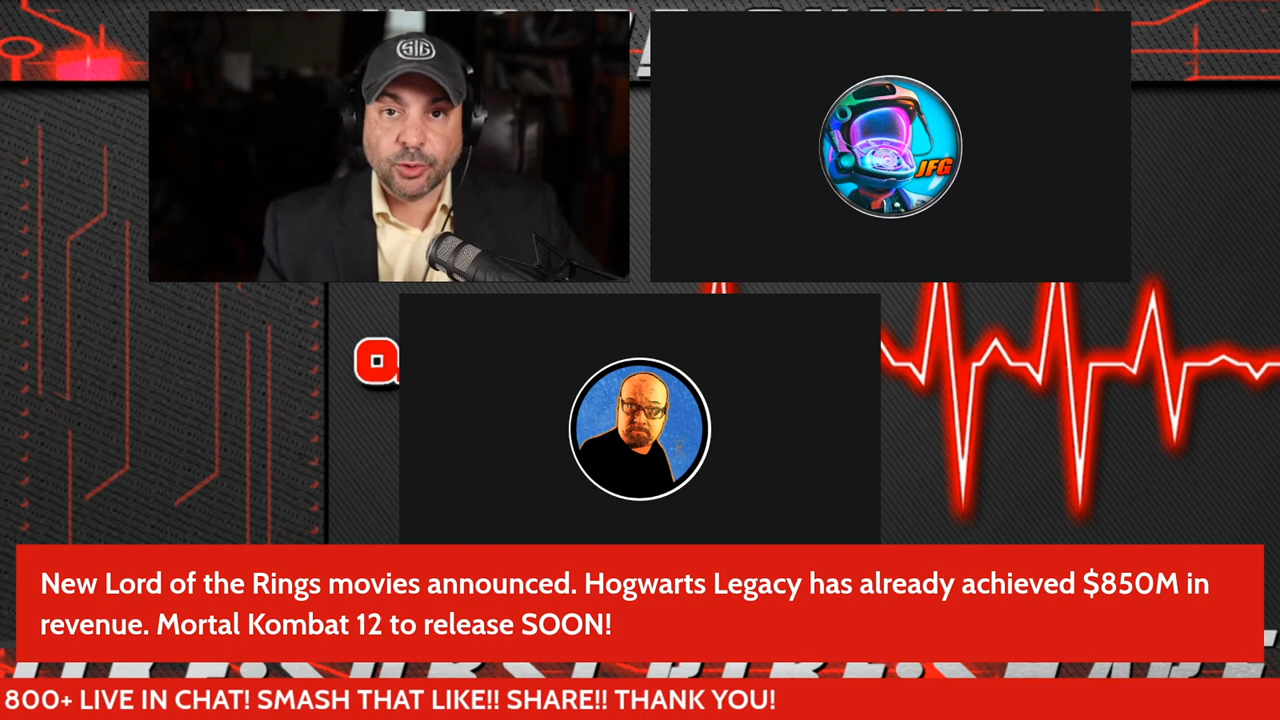 SIG
JFG
New Lord of the Rings movies announced. Hogwarts Legacy has already achieved $850M in
revenue. Mortal Kombat 12 to release SOON!
800+ LIVE IN CHAT! SMASH THAT LIKE!! SHARE!! THANK YOU!